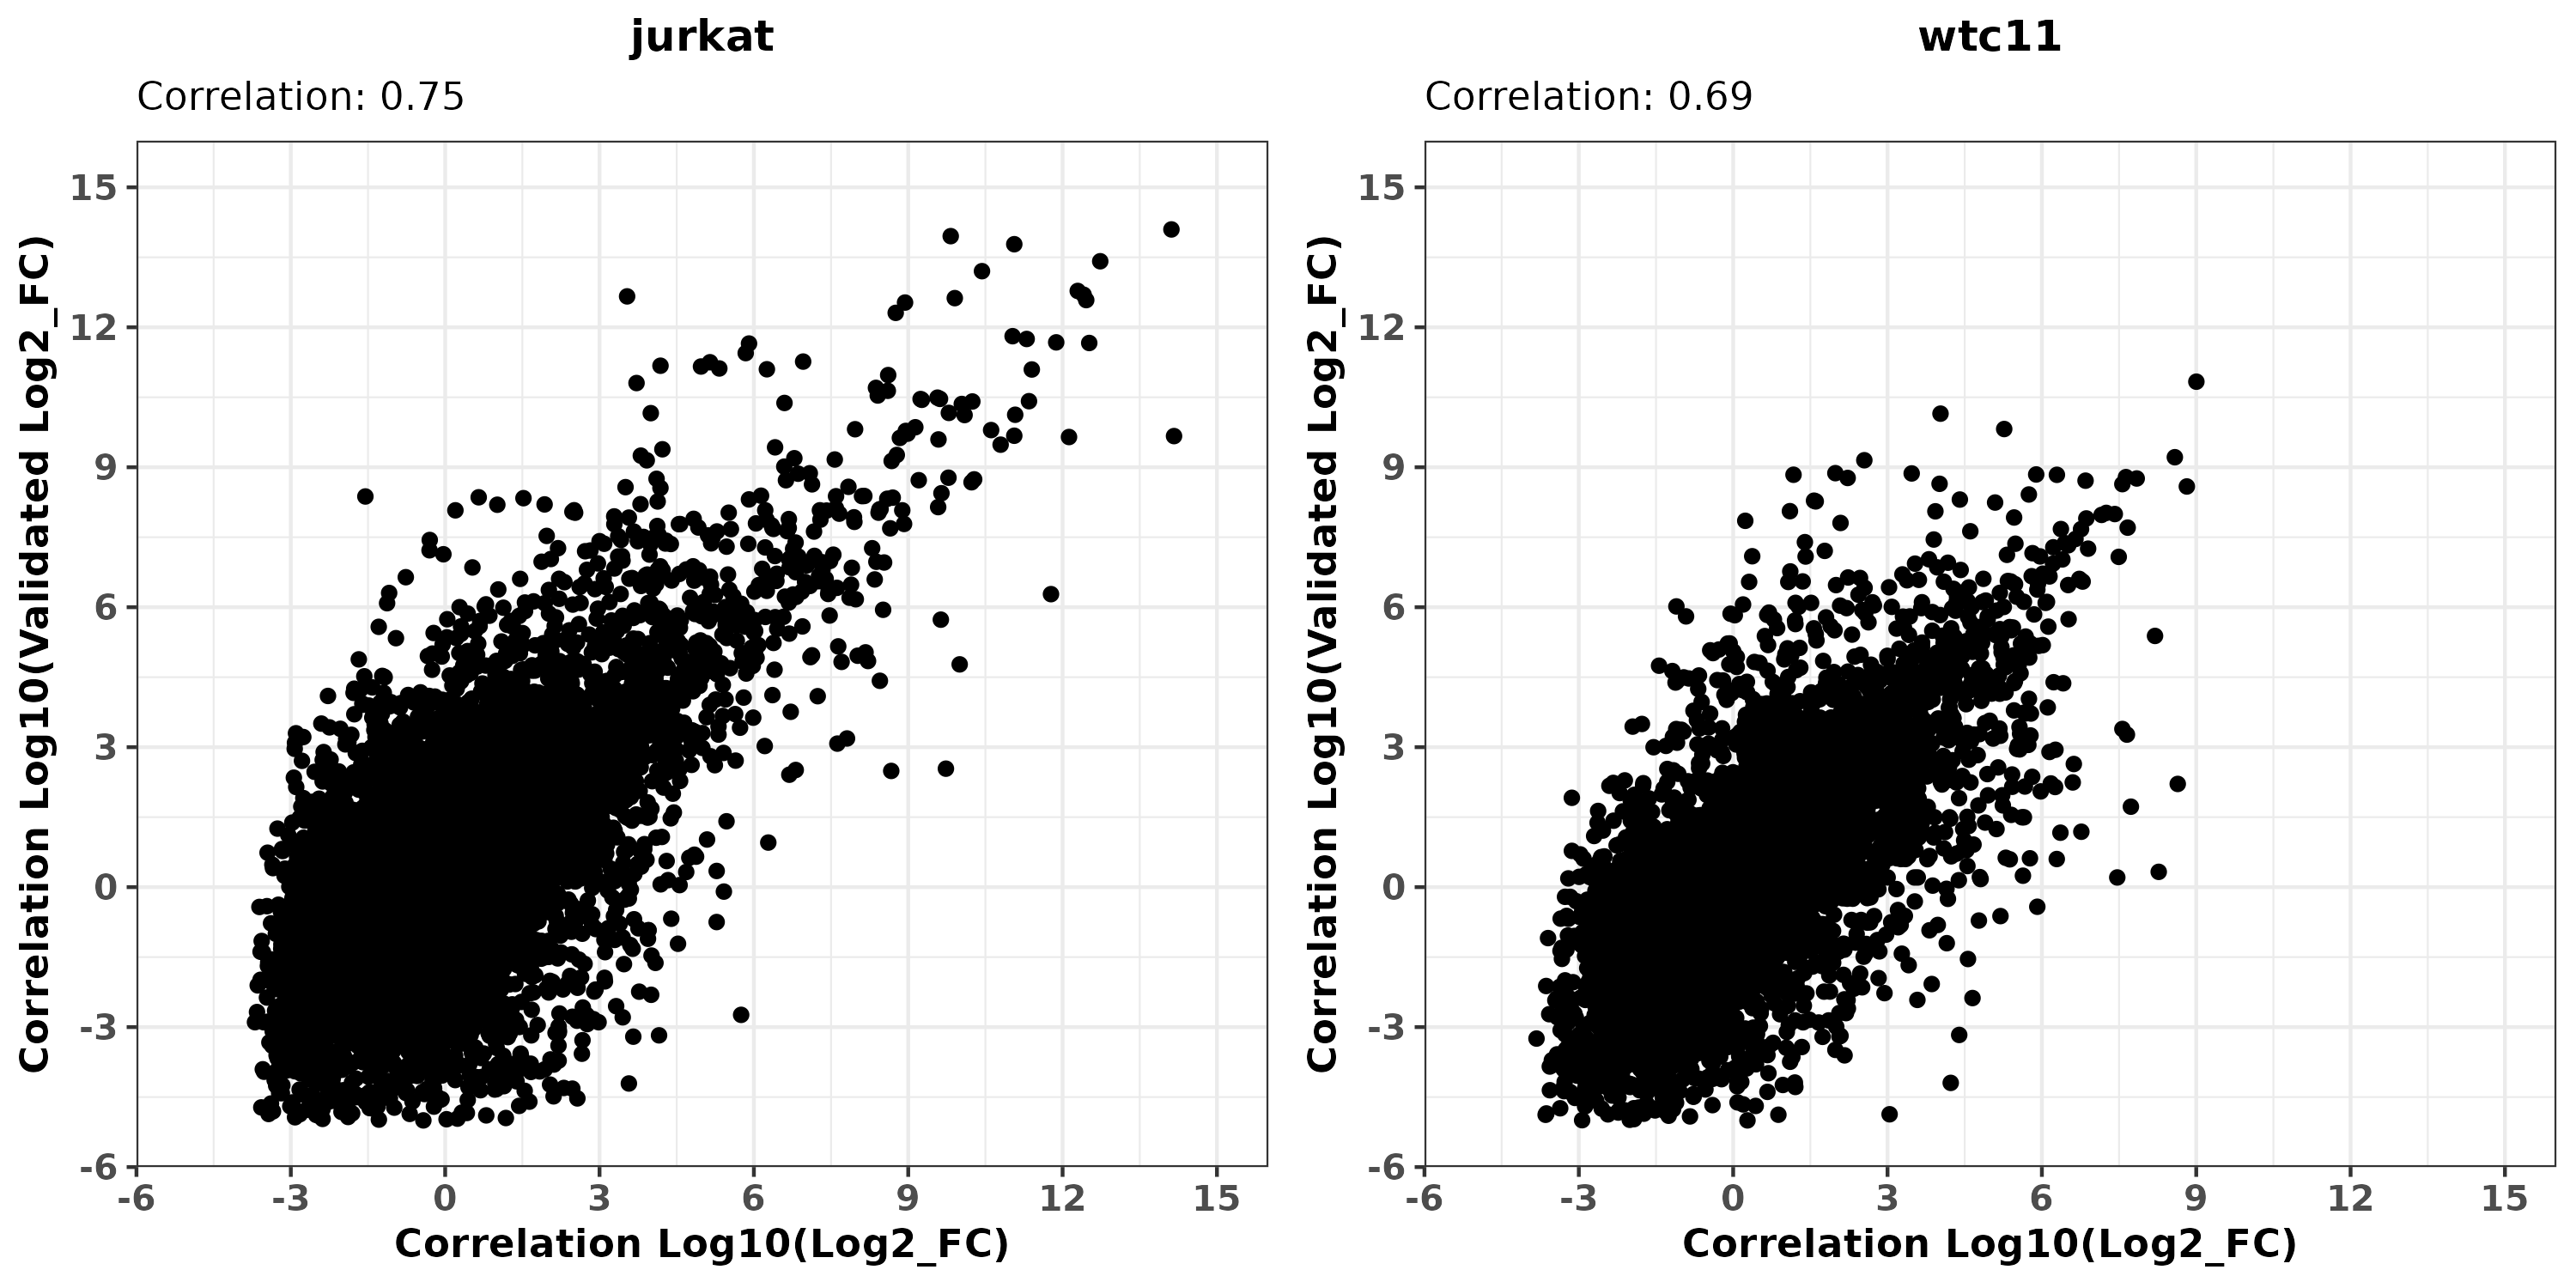 jurkat
Correlation: 0.75
Correlation Log10(Validated Log2_FC)
15
12
9
6
3
0
-3
-6
-6 -3 0 3 6 9 12 15
Correlation Log10(Log2_FC)
wtc11
Correlation: 0.69
Correlation Log10(Validated Log2_FC)
15
12
9
6
3
0
-3
-6
-6 -3 0 3 6 9 12 15
Correlation Log10(Log2_FC)